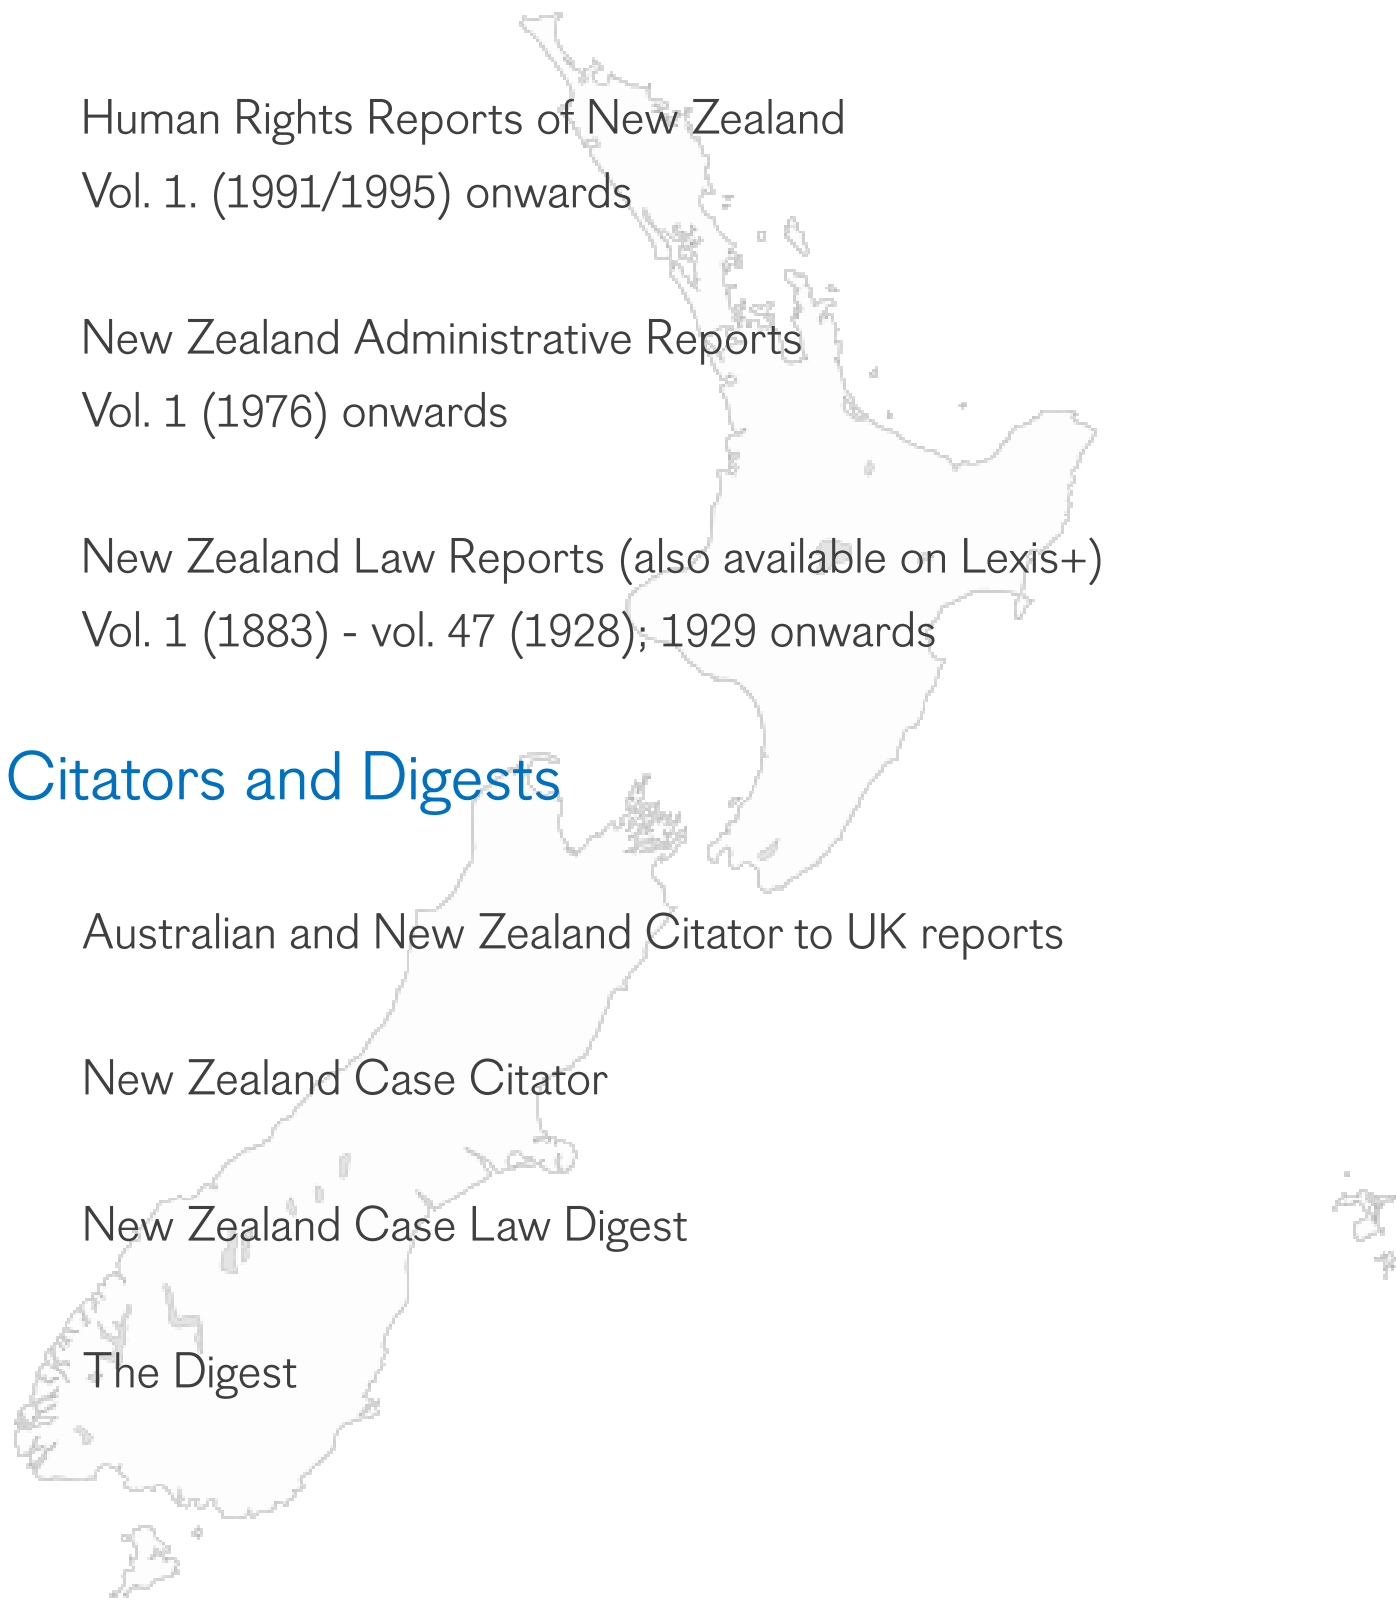 Human Rights Reports of New Zealand
Vol. 1. (1991/1995) onwards
New Zealand Administrative Reports
Vol. 1 (1976) onwards
New Zealand Law Reports (also available on Lexis+)
Vol. 1 (1883) - vol. 47 (1928); 1929 onwards
Citators and Digests
Australian and New Zealand Citator to UK reports
New Zealand Case Citator
New Zealand Case Law Digest
The Digest